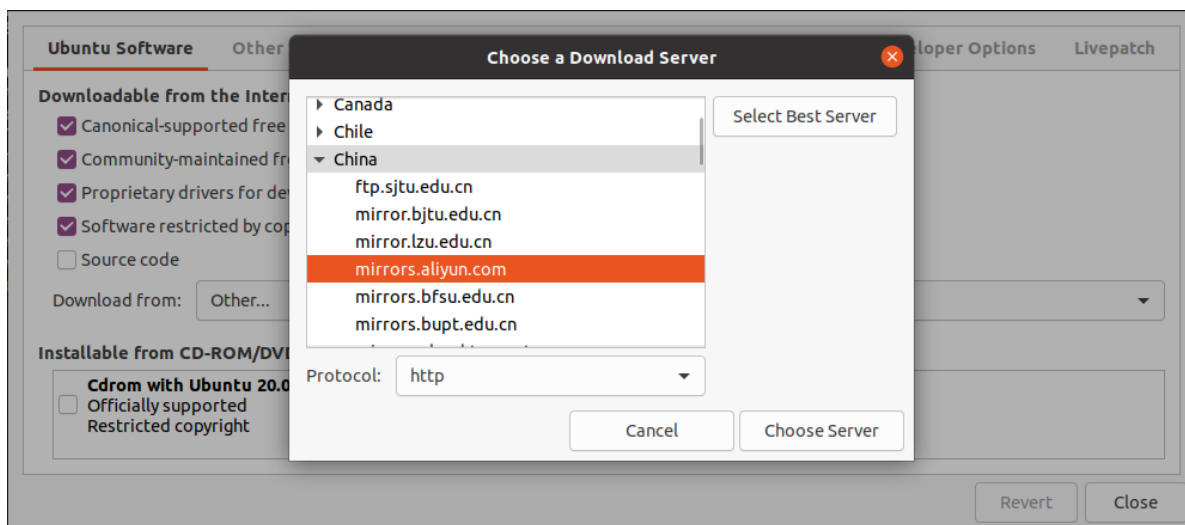 Ubuntu Software
Other
Choose a Download Server
loper Options
Livepatch
Downloadable from the Inter
Canonical-supported free
Community-maintained fr
Proprietary drivers for de
Software restricted by cop
Source code
Download from:
Other...
Installable from CD-ROM/DV
Cdrom with Ubuntu 20.0
Officially supported
Restricted copyright
Canada
Chile
China
ftp.sjtu.edu.cn
mirror.bjtu.edu.cn
mirror.lzu.edu.cn
mirrors.aliyun.com
mirrors.bfsu.edu.cn
mirrors.bupt.edu.cn
Select Best Server
Protocol:
http
Cancel
Choose Server
Revert
Close